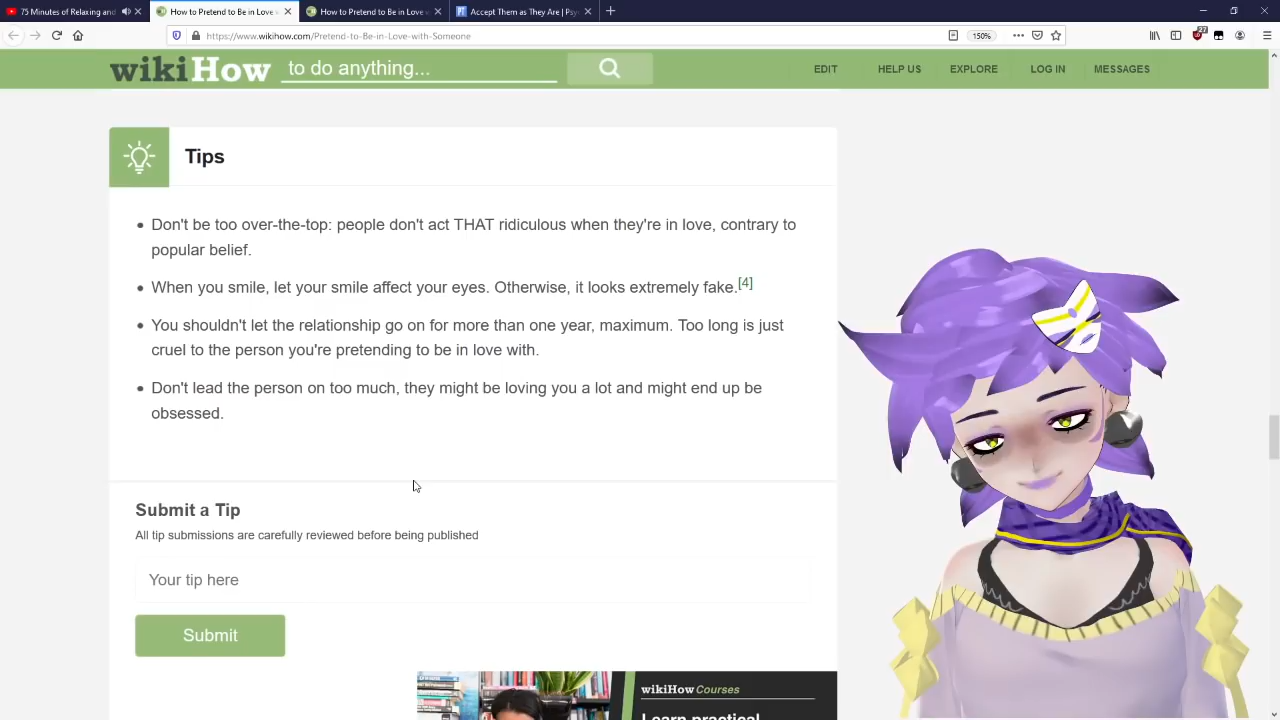 75 Minutes of Relaxing and
How to Pretend to Be in Love
How to Pretend to Be in Love
Accept Them as They Are | Psy
https://www.wikihow.com/Pretend-to-Be-in-Love-with-Someone
150%
27
wikiHow to do anything...
EDIT
HELP US
EXPLORE
LOG IN
MESSAGES
Tips
Don't be too over-the-top: people don't act THAT ridiculous when they're in love, contrary to
popular belief.
When you smile, let your smile affect your eyes. Otherwise, it looks extremely fake.[4]
You shouldn't let the relationship go on for more than one year, maximum. Too long is just
cruel to the person you're pretending to be in love with.
Don't lead the person on too much, they might be loving you a lot and might end up be
obsessed.
Submit a Tip
All tip submissions are carefully reviewed before being published
Your tip here
Submit
wikiHow Courses
Learn practical